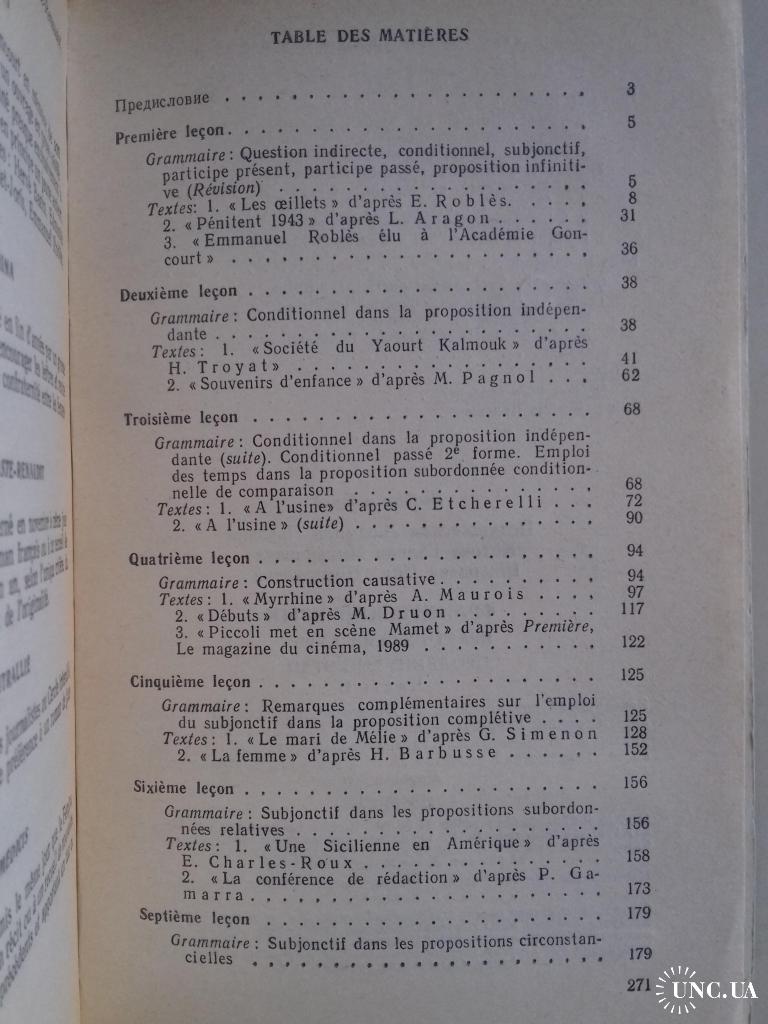 TABLE DES MATIÈRES
Предисловие . . . . . . . . . . . . . . . . . . . . 3
Première leçon. . . . . . . . . . . . . . . . . . . 5
Grammaire: Question indirecte, conditionnel, subjonctif,
participe présent, participe passé, proposition infiniti-
ve (Révision) . . . . . . . . . . . . . . . . . . . 5
Textes: 1. « Les œillets » d'après E. Roblès. . . . . . 8
2. « Pénitent 1943 » d'après L. Aragon . . . . . . 31
3. « Emmanuel Roblès élu à l'Académie Gon-
court » . . . . . . . . . . . . . . . . . . . . 36
Deuxième leçon . . . . . . . . . . . . . . . . . . 38
Grammaire: Conditionnel dans la proposition indépen-
dante . . . . . . . . . . . . . . . . . . . . . 38
Textes: 1. «Société du Yaourt Kalmouk» d'après
H. Troyat» . . . . . . . . . . . . . . . . . . 41
2. « Souvenirs d'enfance » d'après M. Pagnol . . . 62
Troisième leçon . . . . . . . . . . . . . . . . . . 68
Grammaire: Conditionnel dans la proposition indépen-
dante (suite). Conditionnel passé 2e forme. Emploi
des temps dans la proposition subordonnée condition-
nelle de comparaison . . . . . . . . . . . . . . 68
Textes: 1. «A l'usine» d'après C. Etcherelli . . . 72
2. «A l'usine» (suite) . . . . . . . . . . . . . 90
Quatrième leçon . . . . . . . . . . . . . . . . . . 94
Grammaire: Construction causative. . . . . . . . . . 94
Textes: 1. «Myrrhine» d'après A. Maurois . . . . 97
2. «Débuts» d'après M. Druon . . . . . . . . 117
3. «Piccoli met en scène Mamet» d'après Première,
Le magazine du cinéma, 1989 . . . . . . . . . . 122
Cinquième leçon . . . . . . . . . . . . . . . . . . 125
Grammaire: Remarques complémentaires sur l'emploi
du subjonctif dans la proposition complétive . . . . 125
Textes: 1. «Le mari de Mélie» d'après G. Simenon 128
2. «La femme» d'après H. Barbusse . . . . . . 152
Sixième leçon . . . . . . . . . . . . . . . . . . . 156
Grammaire: Subjonctif dans les propositions subordon-
nées relatives . . . . . . . . . . . . . . . . . 156
Textes: 1. «Une Sicilienne en Amérique» d'après
E. Charles-Roux . . . . . . . . . . . . . . . 158
2. «La conférence de rédaction» d'après P. Ga-
marra . . . . . . . . . . . . . . . . . . . . . 173
Septième leçon . . . . . . . . . . . . . . . . . . 179
Grammaire: Subjonctif dans les propositions circonstan-
cielles . . . . . . . . . . . . . . . . . . . . 179
271
UNC.UA